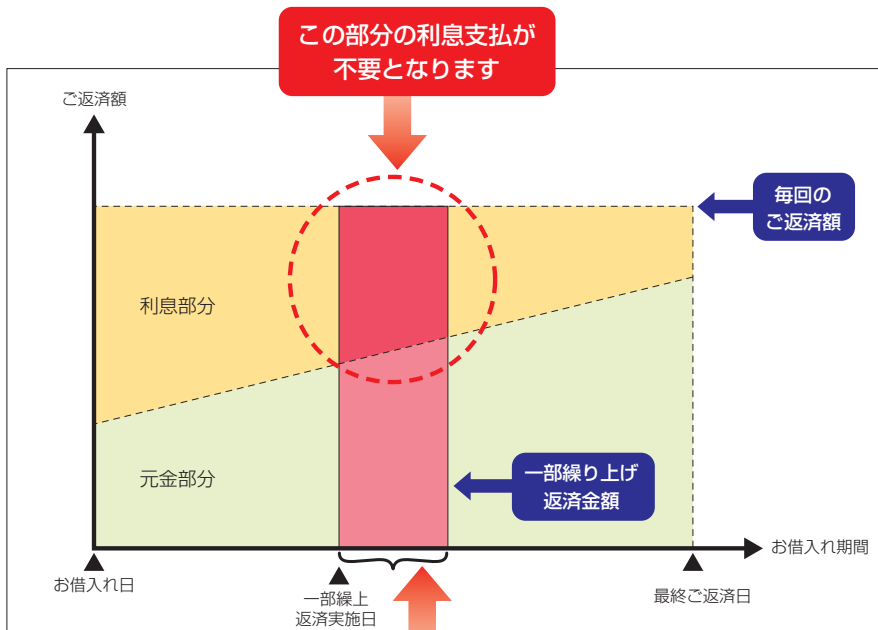 この部分の利息支払が
不要となります
ご返済額
毎回の
ご返済額
利息部分
元金部分
一部繰り上げ
返済金額
お借入れ期間
お借入れ日
一部繰上
返済実施日
最終ご返済日